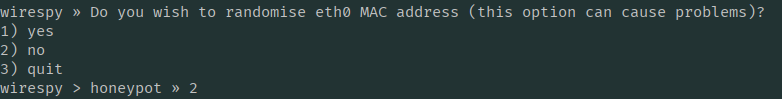 wirespy » Do you wish to randomise eth0 MAC address (this option can cause problems)?
1) yes
2) no
3) quit
wirespy > honeypot » 2